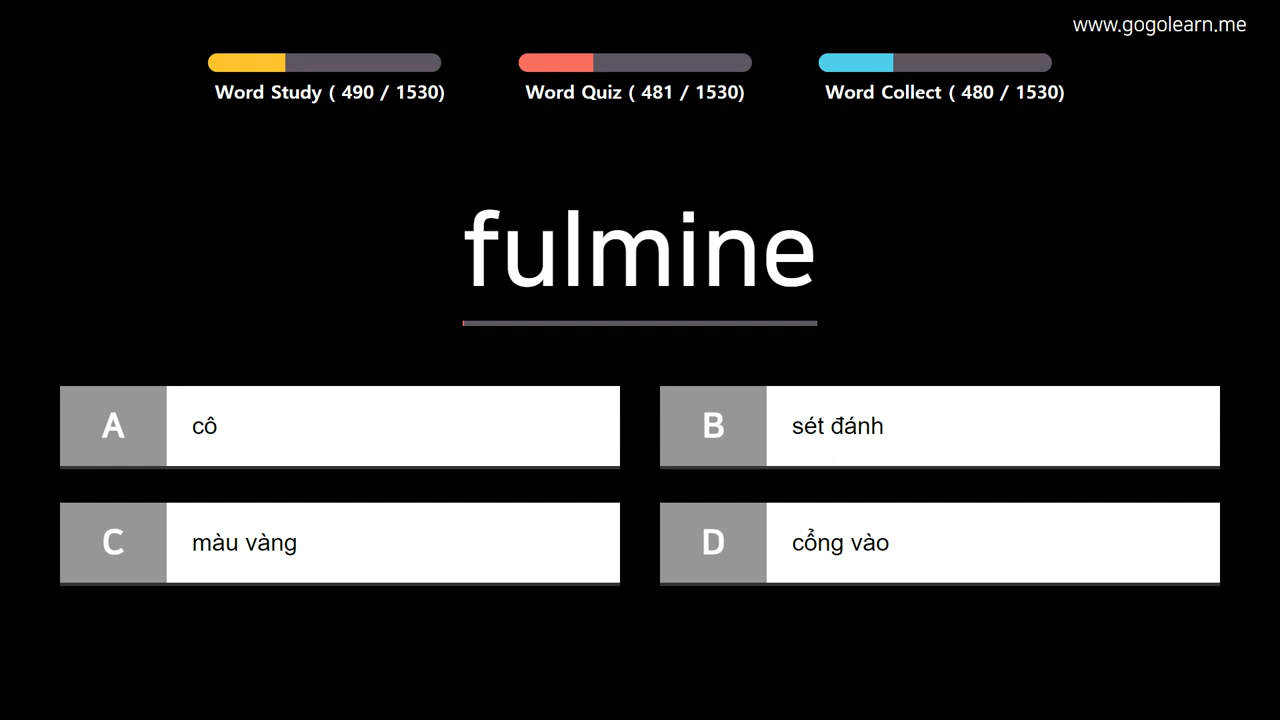 www.gogolearn.me
Word Study ( 490 / 1530)
Word Quiz ( 481 / 1530)
Word Collect ( 480 / 1530)
fulmine
A
cô
B
sét đánh
C
màu vàng
D
cổng vào